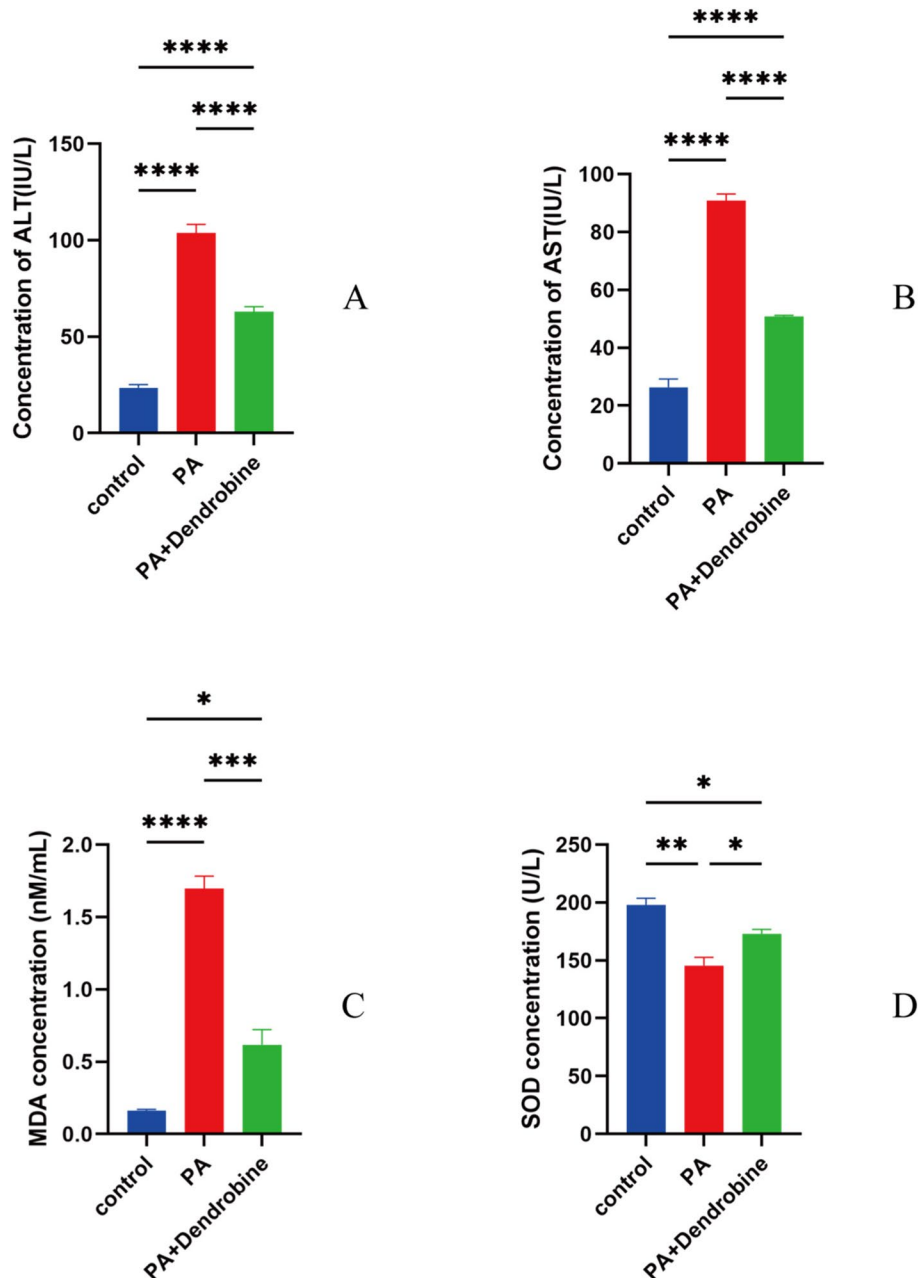 ****
****
****
Concentration of ALT(IU/L)
150
100
50
0
control
PA
PA+Dendrobine
A
****
****
****
Concentration of AST(IU/L)
100
80
60
40
20
0
control
PA
PA+Dendrobine
B
*
***
****
MDA concentration (nM/mL)
2.0
1.5
1.0
0.5
0.0
control
PA
PA+Dendrobine
C
*
** *
SOD concentration (U/L)
250
200
150
100
50
0
control
PA
PA+Dendrobine
D